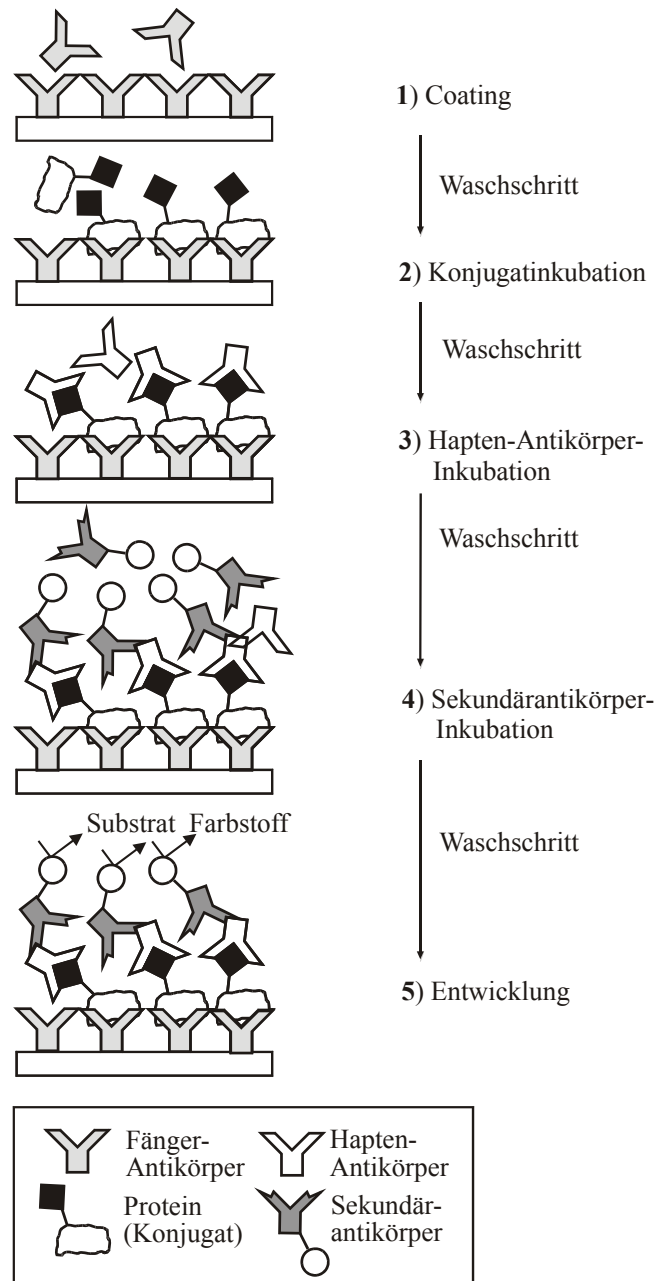 1) Coating
Waschschritt
2) Konjugatinkubation
Waschschritt
3) Hapten-Antikörper-
Inkubation
Waschschritt
4) Sekundärantikörper-
Inkubation
Substrat Farbstoff
Waschschritt
5) Entwicklung
Fänger-
Antikörper
Hapten-
Antikörper
Protein
(Konjugat)
Sekundär-
antikörper